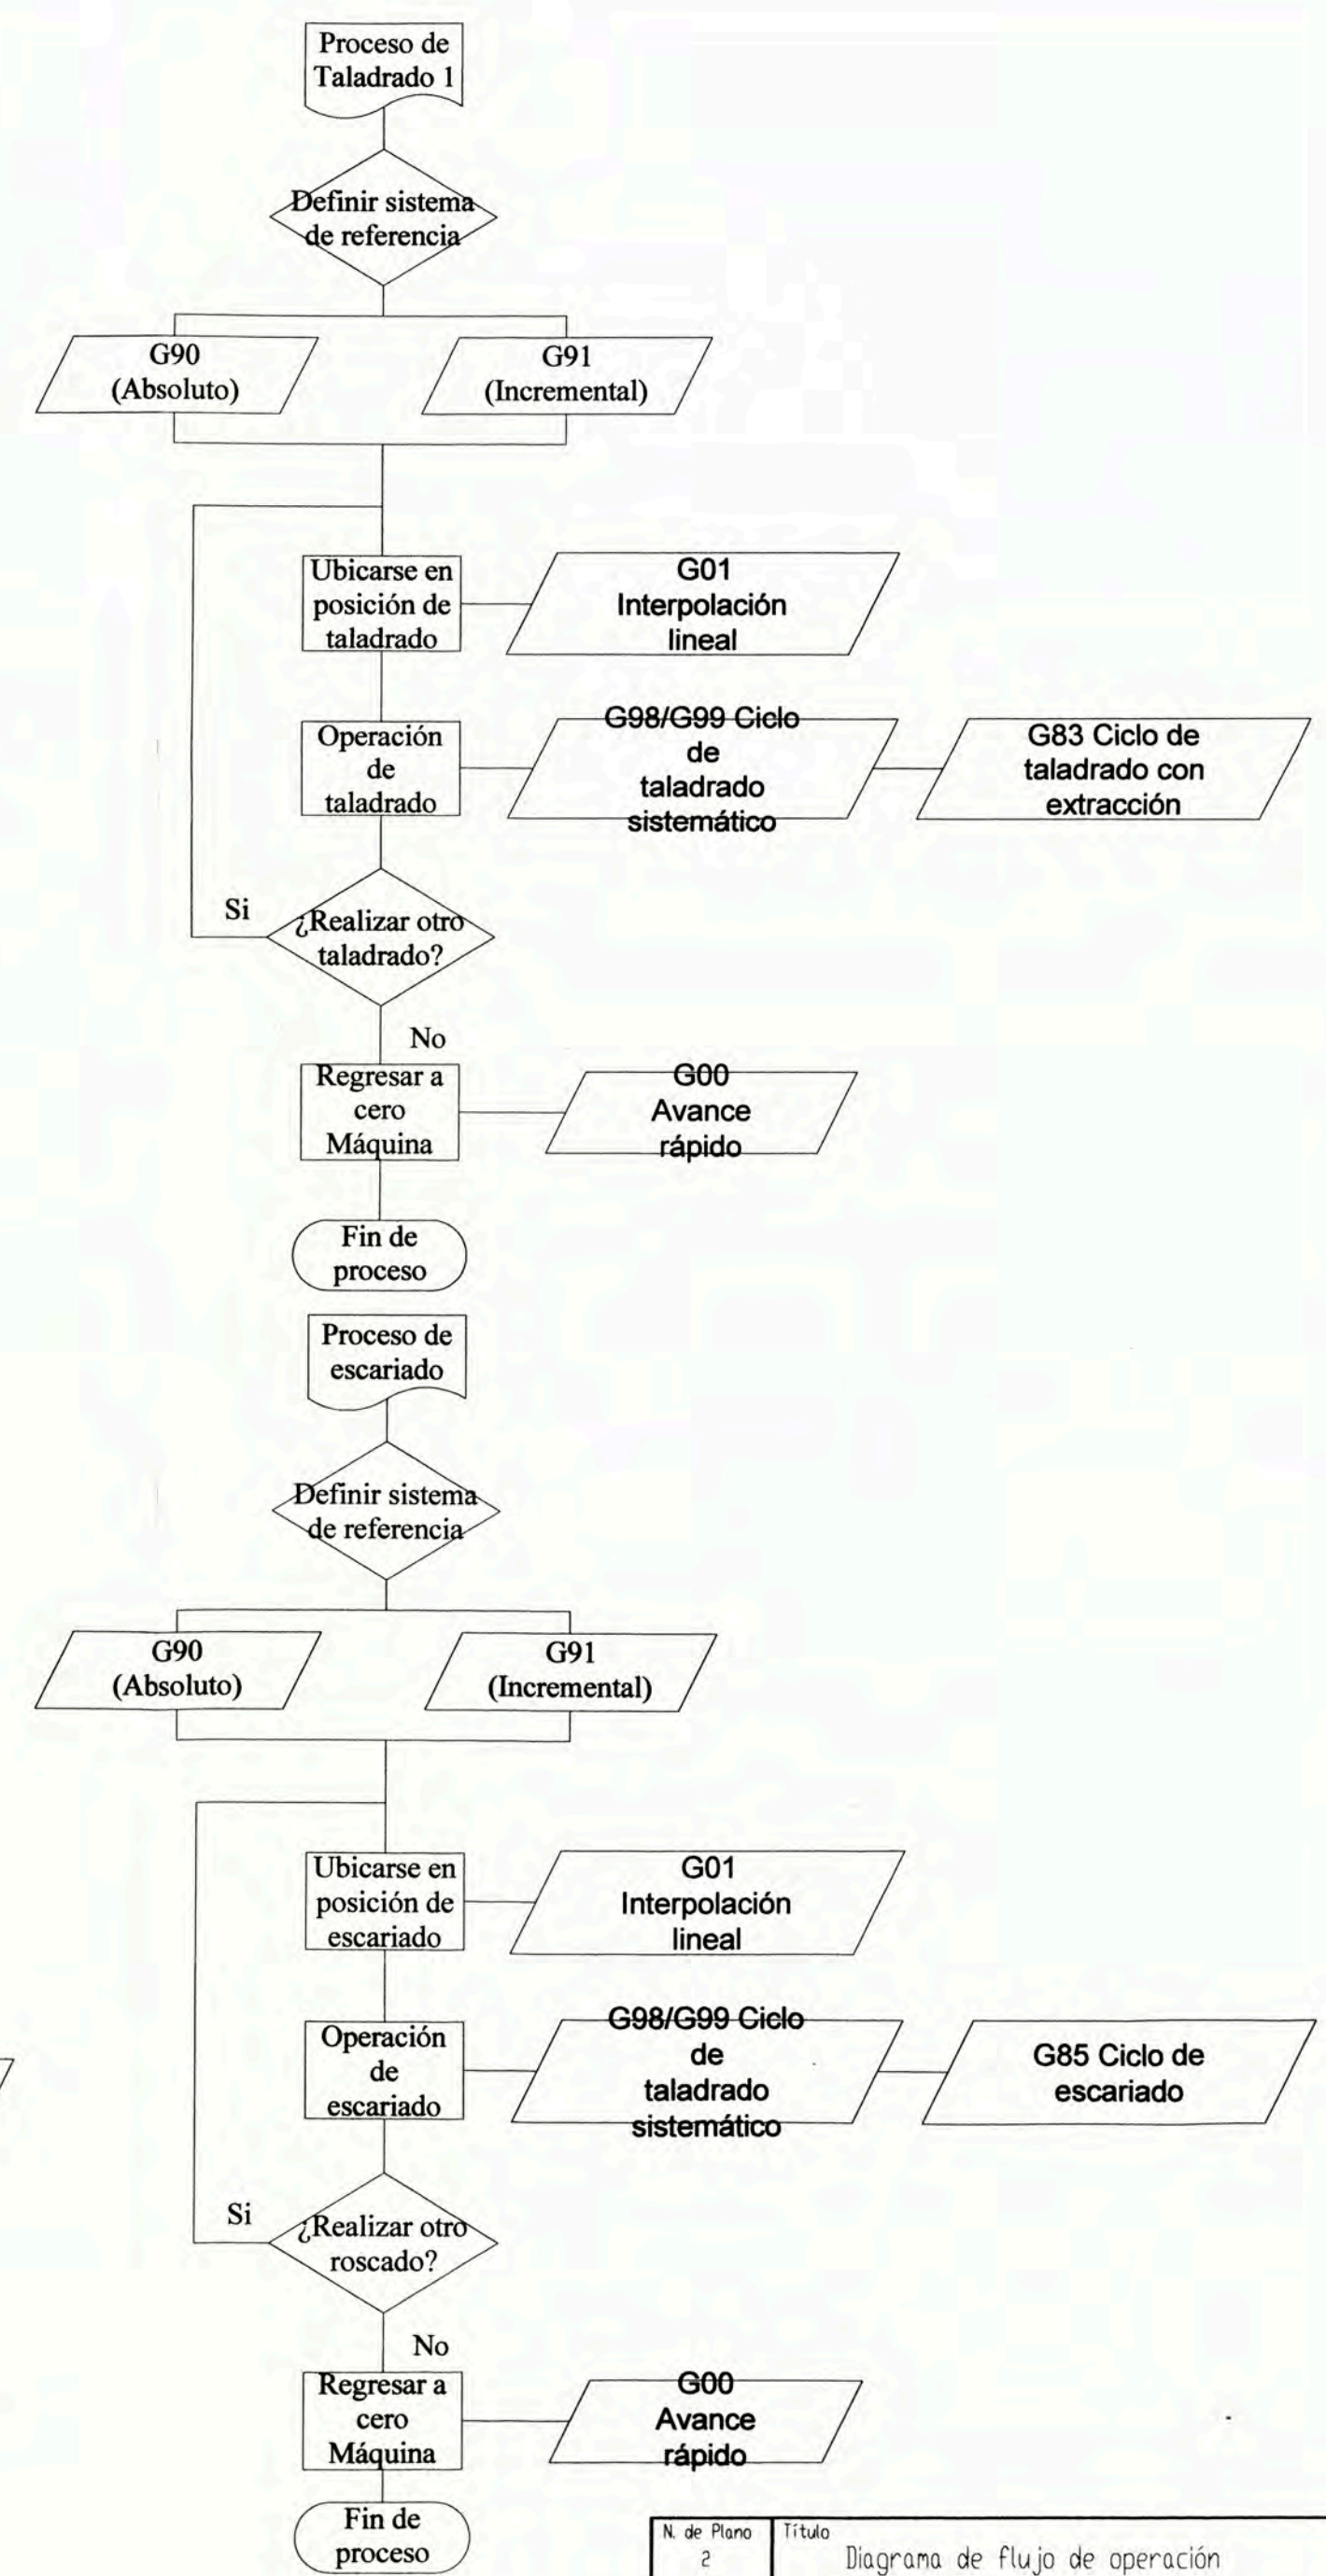 Proceso de
Taladrado 1
Definir sistema
de referencia
G90
(Absoluto)
G91
(Incremental)
Ubicarse en
posición de
taladrado
G01
Interpolación
lineal
Operación
de
taladrado
G98/G99 Ciclo
de
taladrado
sistemático
G83 Ciclo de
taladrado con
extracción
Si
¿Realizar otro
taladrado?
No
Regresar a
cero
Máquina
G00
Avance
rápido
Fin de
proceso
Proceso de
escariado
Definir sistema
de referencia
G90
(Absoluto)
G91
(Incremental)
Ubicarse en
posición de
escariado
G01
Interpolación
lineal
Operación
de
escariado
G98/G99 Ciclo
de
taladrado
sistemático
G85 Ciclo de
escariado
Si
¿Realizar otro
roscado?
No
Regresar a
cero
Máquina
G00
Avance
rápido
Fin de
proceso
N. de Plano
2
Título
Diagrama de flujo de operación